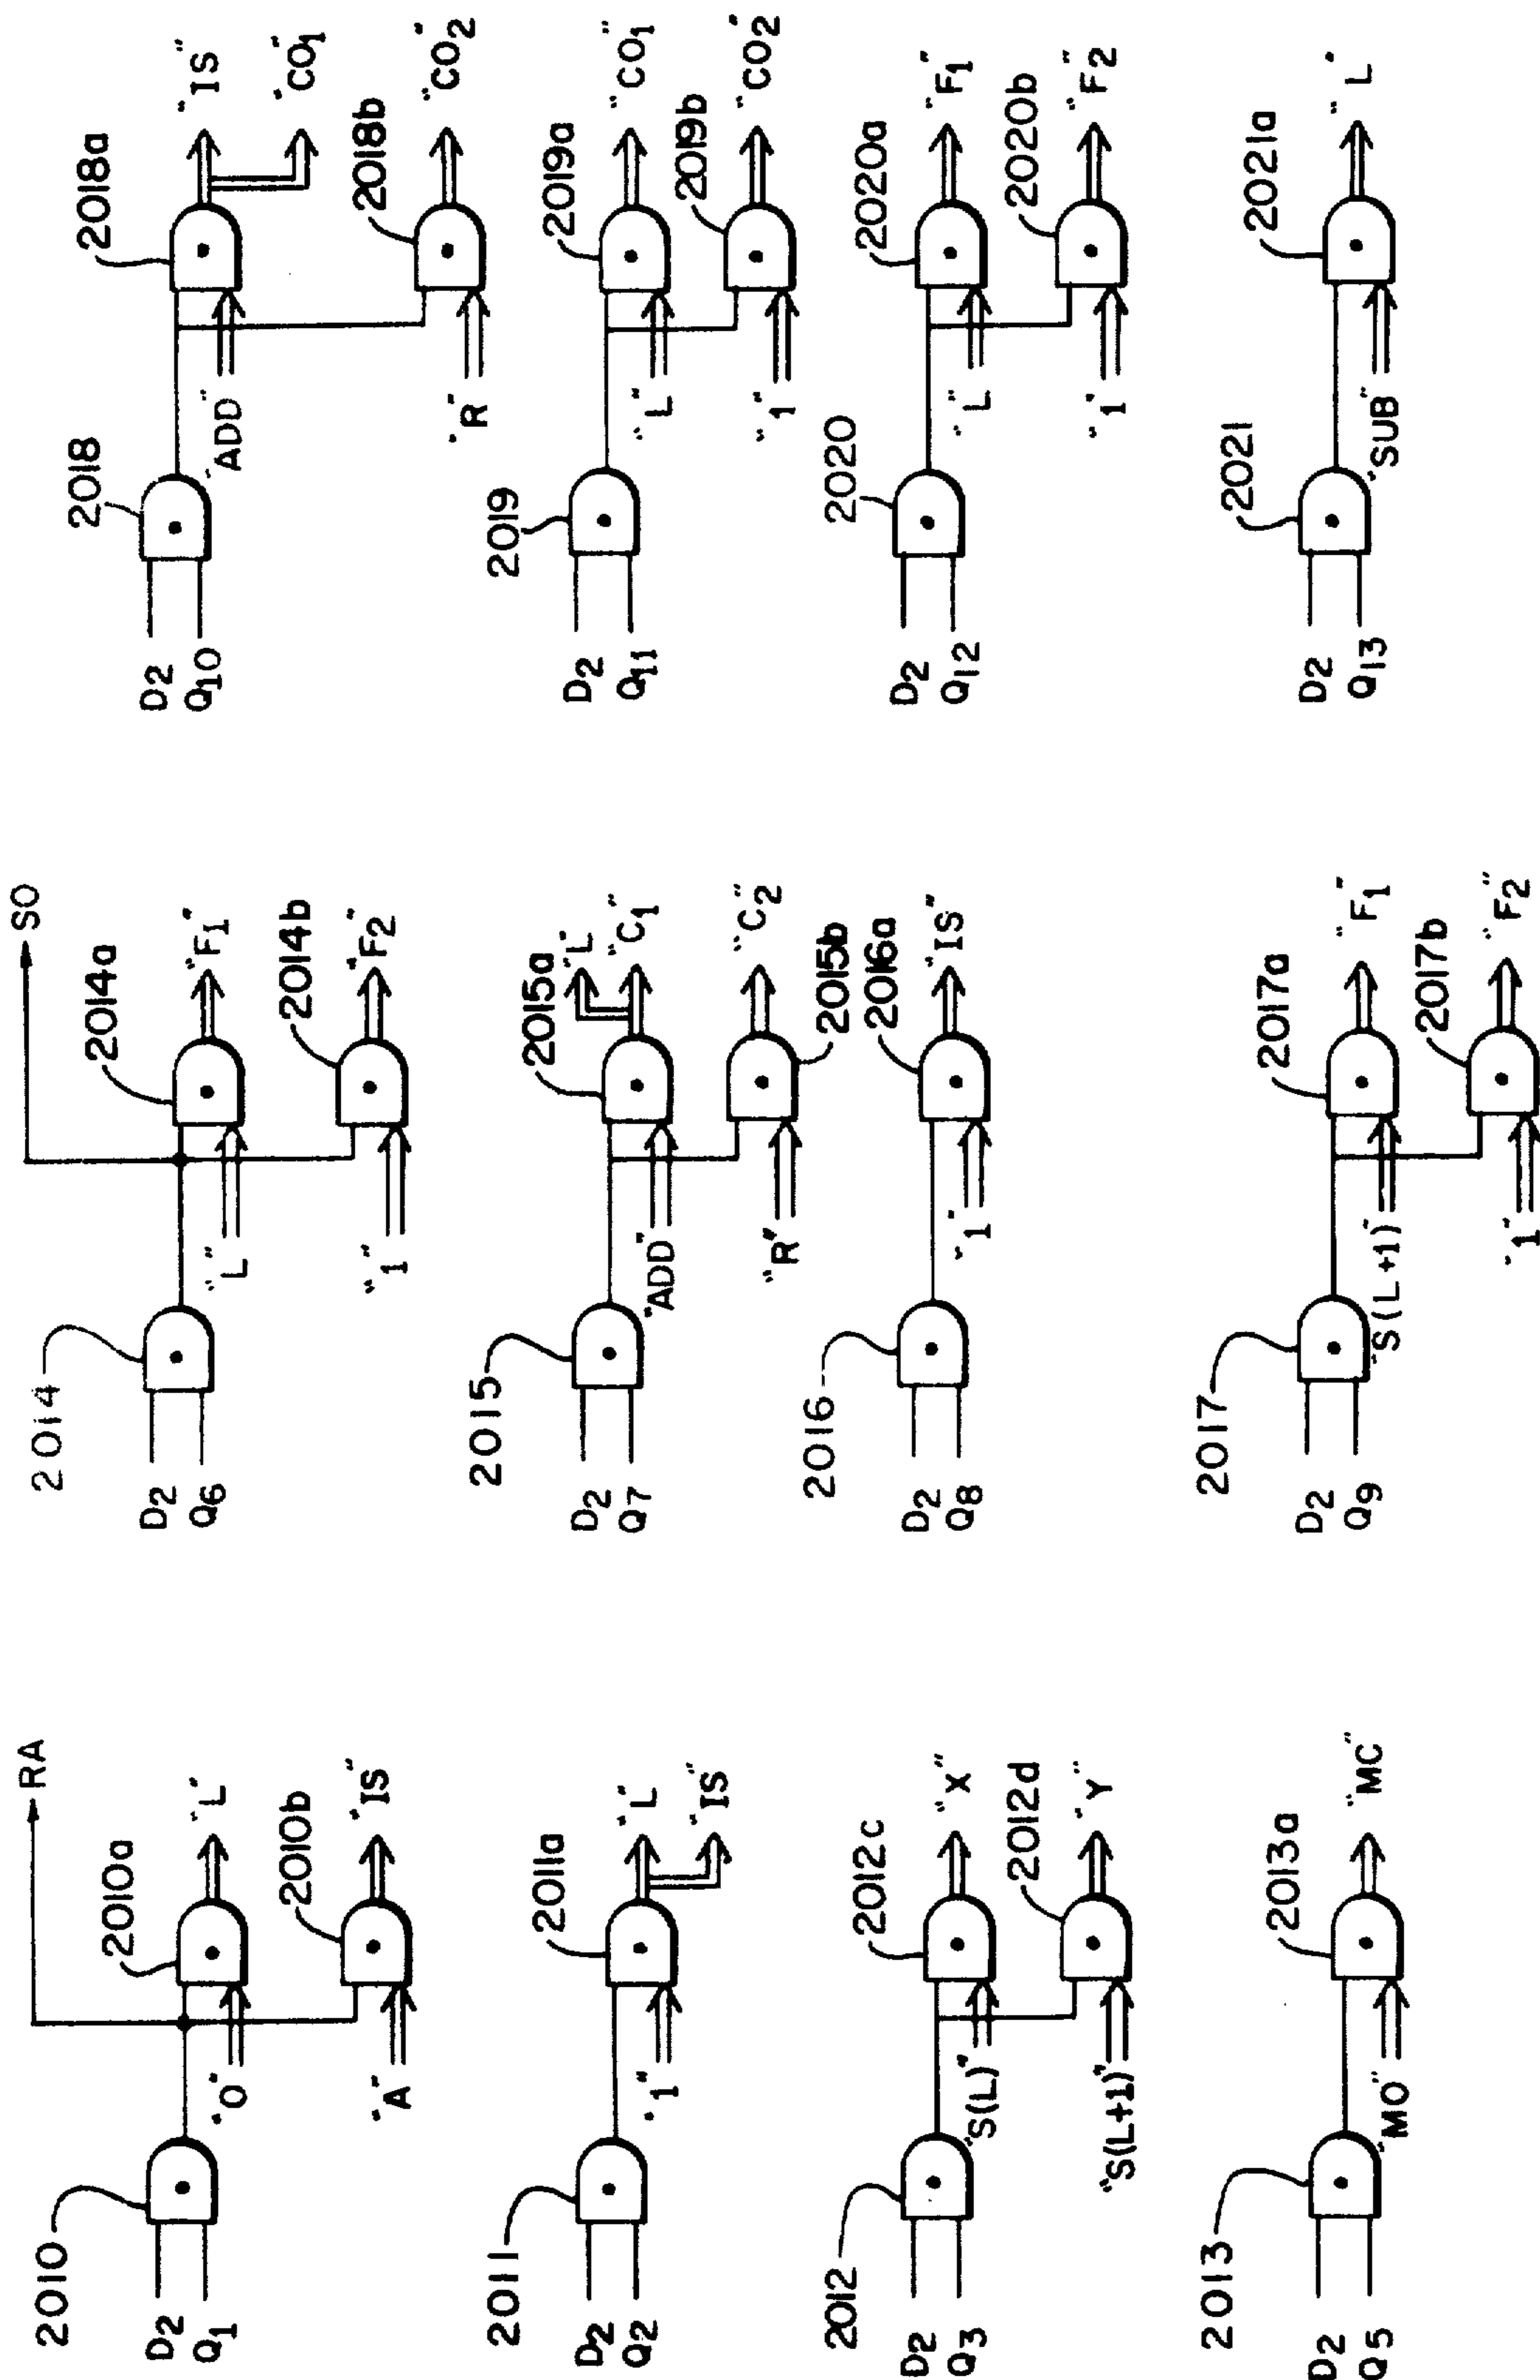 RA
2010
D2
Q1
"O"
2010a
"L"
"A"
2010b
"IS"
2011
D2
Q2
"1"
2011a
"L"
"IS"
2012
D2
Q3
"S(L)"
2012c
"X"
"S(L+1)"
2012d
"Y"
2013
D2
Q5
"MO"
2013a
"MC"
SO
2014
D2
Q6
"L"
2014a
"F1"
"1"
2014b
"F2"
2015
D2
Q7
"ADD"
2015a
"L"
"C1"
"R"
2015b
"C2"
2016
D2
Q8
"1"
2016a
"IS"
2017
D2
Q9
"S(L+1)"
2017a
"F1"
"1"
2017b
"F2"
2018
D2
Q10
"ADD"
2018a
"IS"
"CO1"
"R"
2018b
"CO2"
2019
D2
Q11
"L"
2019a
"CO1"
"1"
2019b
"CO2"
2020
D2
Q12
"L"
2020a
"F1"
"1"
2020b
"F2"
2021
D2
Q13
"SUB"
2021a
"L"